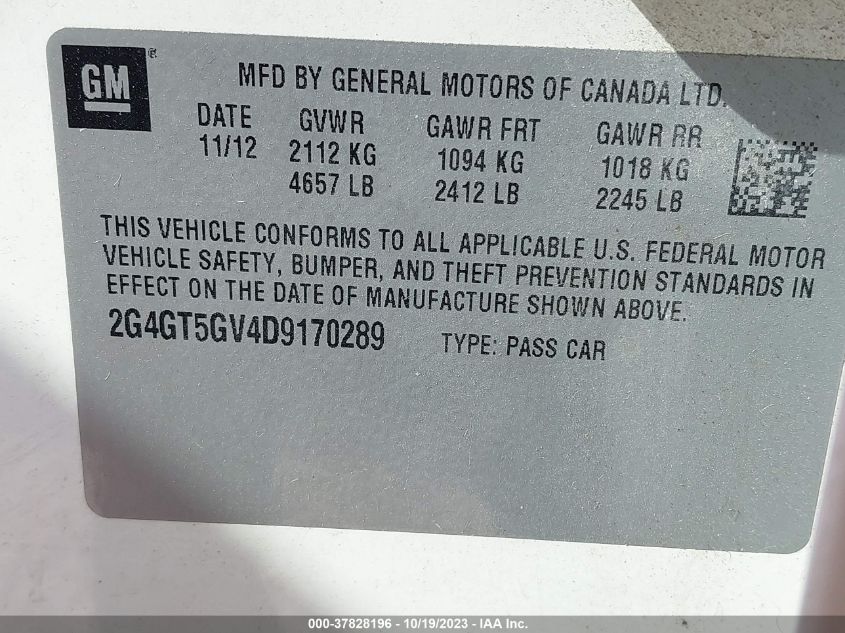 GM ®
MFD BY GENERAL MOTORS OF CANADA LTD.
DATE GVWR GAWR FRT GAWR RR
11/12 2112 KG 1094 KG 1018 KG
4657 LB 2412 LB 2245 LB
THIS VEHICLE CONFORMS TO ALL APPLICABLE U.S. FEDERAL MOTOR
VEHICLE SAFETY, BUMPER, AND THEFT PREVENTION STANDARDS IN
EFFECT ON THE DATE OF MANUFACTURE SHOWN ABOVE.
2G4GT5GV4D9170289 TYPE: PASS CAR
000-37828196 - 10/19/2023 - IAA Inc.